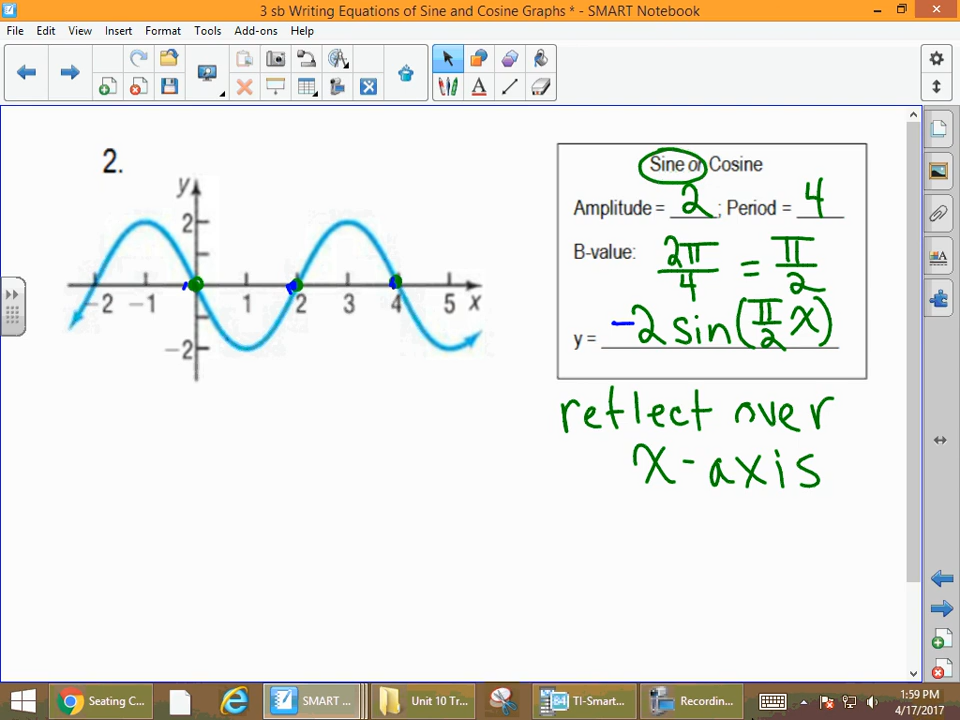 3 sb Writing Equations of Sine and Cosine Graphs * - SMART Notebook
File Edit View Insert Format Tools Add-ons Help
2.
y
2
-2 -1 1 2 3 4 5 x
-2
Sine or Cosine
Amplitude = 2 ; Period = 4
B-value: 2π/4 = π/2
y = -2 sin(π/2 x)
reflect over
x-axis
Seating C... SMART ... Unit 10 Tr... TI-Smart... Recordin...
1:59 PM
4/17/2017